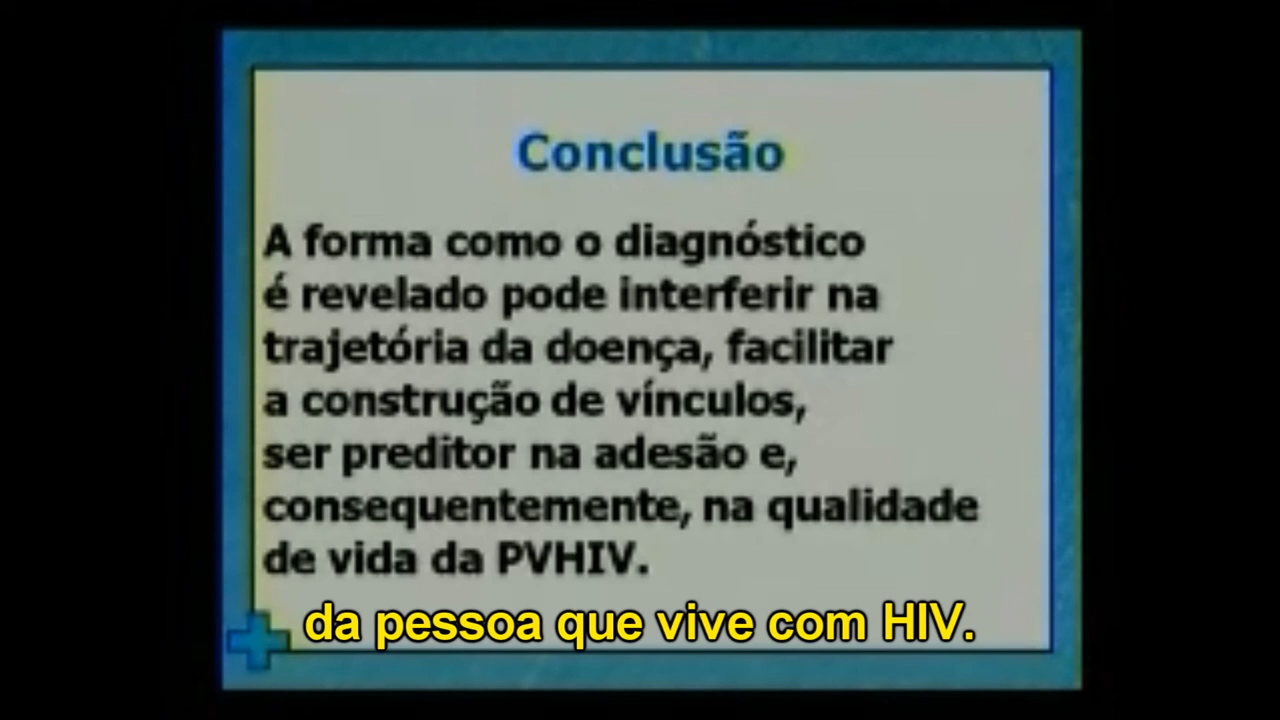 Conclusão
A forma como o diagnóstico
é revelado pode interferir na
trajetória da doença, facilitar
a construção de vínculos,
ser preditor na adesão e,
consequentemente, na qualidade
de vida da PVHIV.
da pessoa que vive com HIV.